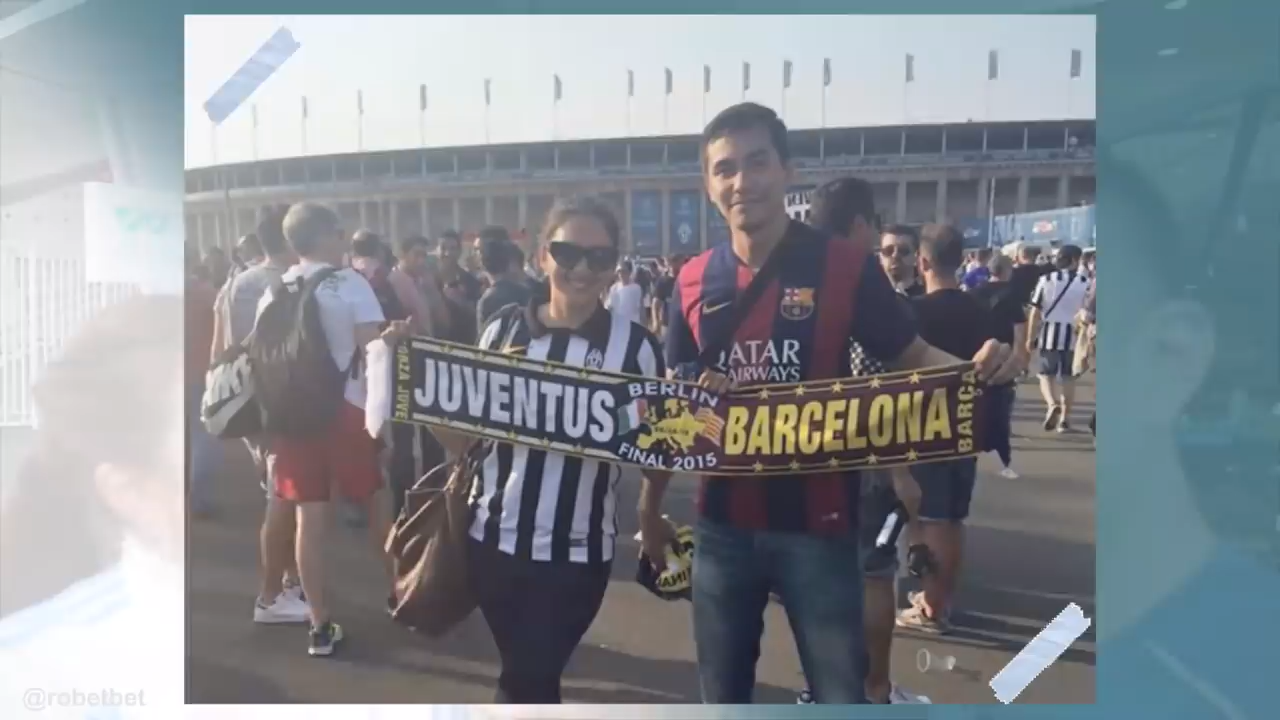 FORZA JUVE
JUVENTUS
BERLIN
FINAL 2015
BARCELONA
BARÇA
QATAR
AIRWAYS
@robetbet